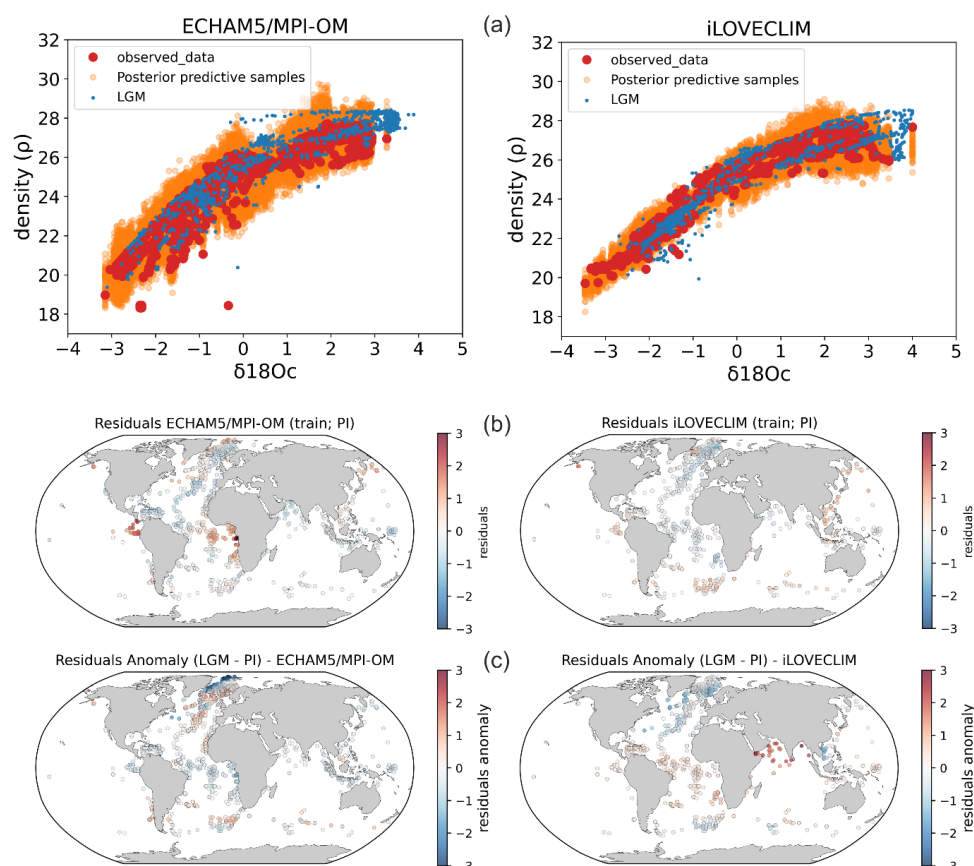 ECHAM5/MPI-OM
(a)
iLOVECLIM
observed_data
Posterior predictive samples
LGM
density (ρ)
32
30
28
26
24
22
20
18
−4 −3 −2 −1 0 1 2 3 4 5
δ18Oc
observed_data
Posterior predictive samples
LGM
density (ρ)
32
30
28
26
24
22
20
18
−4 −3 −2 −1 0 1 2 3 4 5
δ18Oc
Residuals ECHAM5/MPI-OM (train; PI)
3
2
1
0
−1
−2
−3
residuals
(b)
Residuals iLOVECLIM (train; PI)
3
2
1
0
−1
−2
−3
residuals
Residuals Anomaly (LGM - PI) - ECHAM5/MPI-OM
3
2
1
0
−1
−2
−3
residuals anomaly
(c)
Residuals Anomaly (LGM - PI) - iLOVECLIM
3
2
1
0
−1
−2
−3
residuals anomaly